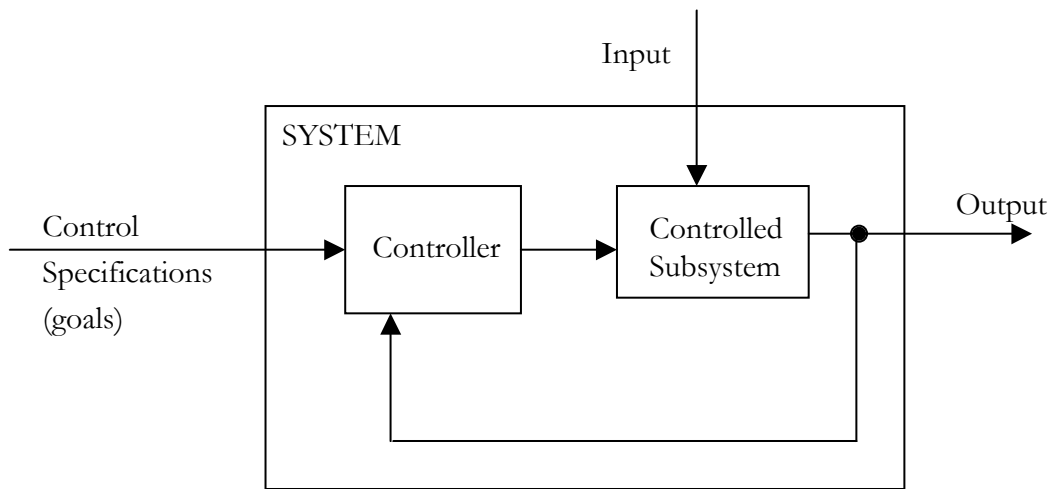 Input
SYSTEM
Control
Specifications
(goals)
Controller
Controlled
Subsystem
Output